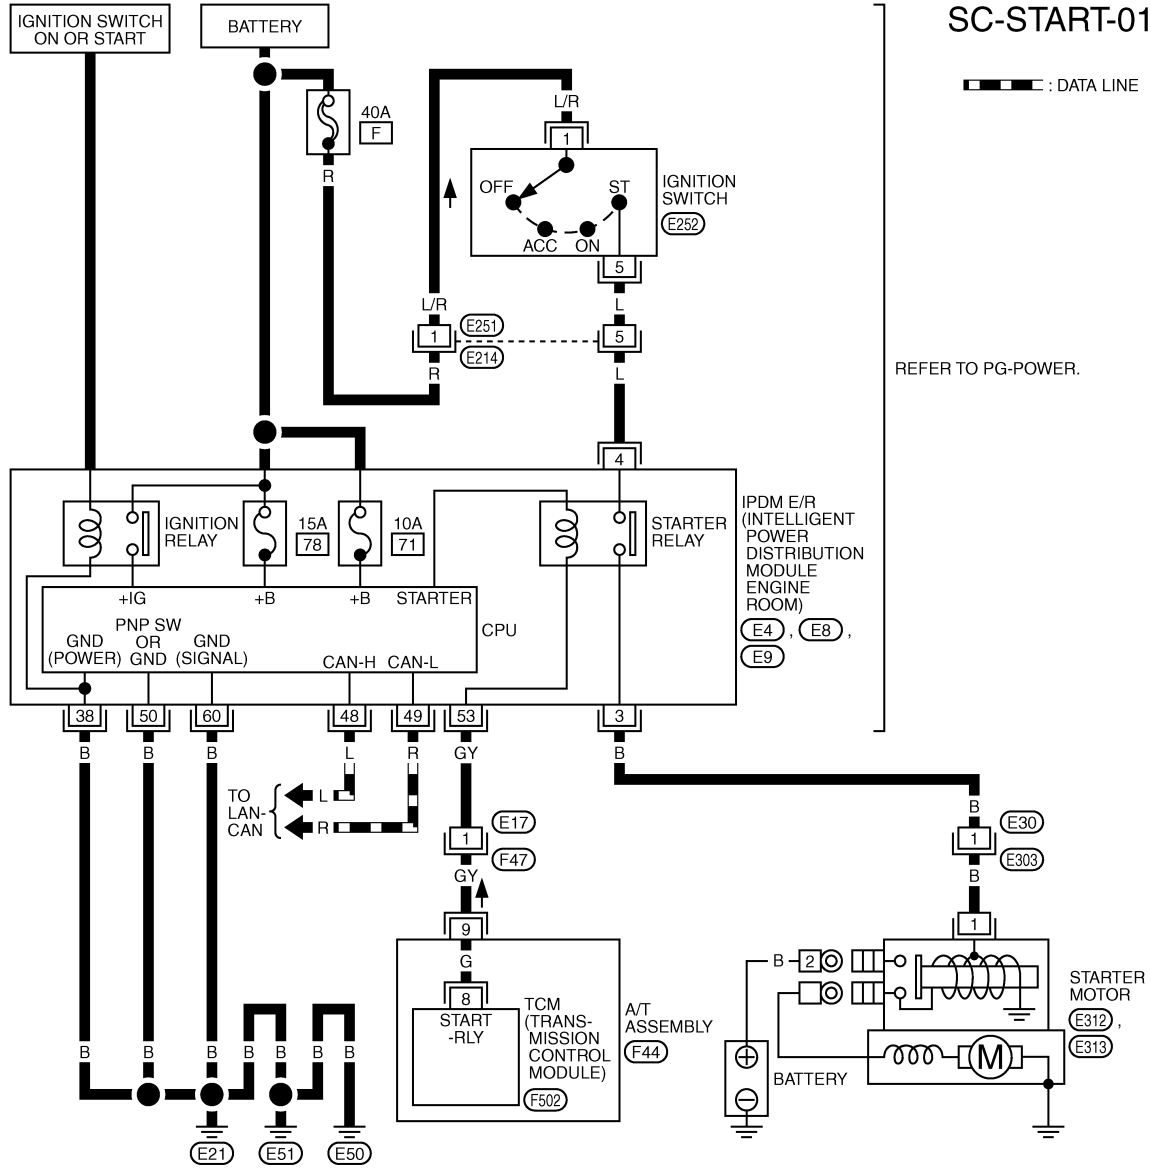 SC-START-01
IGNITION SWITCH
ON OR START
BATTERY
: DATA LINE
40A
F
R
L/R
1
OFF
ST
ACC
ON
IGNITION
SWITCH
E252
5
L
L/R
1
E251
E214
5
R
L
REFER TO PG-POWER.
4
IGNITION
RELAY
15A
78
10A
71
STARTER
RELAY
IPDM E/R
(INTELLIGENT
POWER
DISTRIBUTION
MODULE
ENGINE
ROOM)
E4 , E8 ,
E9
+IG
+B
+B
STARTER
CPU
GND
(POWER)
PNP SW
OR
GND
GND
(SIGNAL)
CAN-H
CAN-L
38
50
60
48
49
53
3
B
B
B
L
R
GY
B
TO
LAN-
CAN
L
R
1
E17
F47
GY
9
G
8
START
-RLY
TCM
(TRANS-
MISSION
CONTROL
MODULE)
F502
A/T
ASSEMBLY
F44
B
1
E30
E303
B
1
B
2
STARTER
MOTOR
E312 ,
E313
M
BATTERY
+
−
B
B
B
B
B
B
B
E21
E51
E50